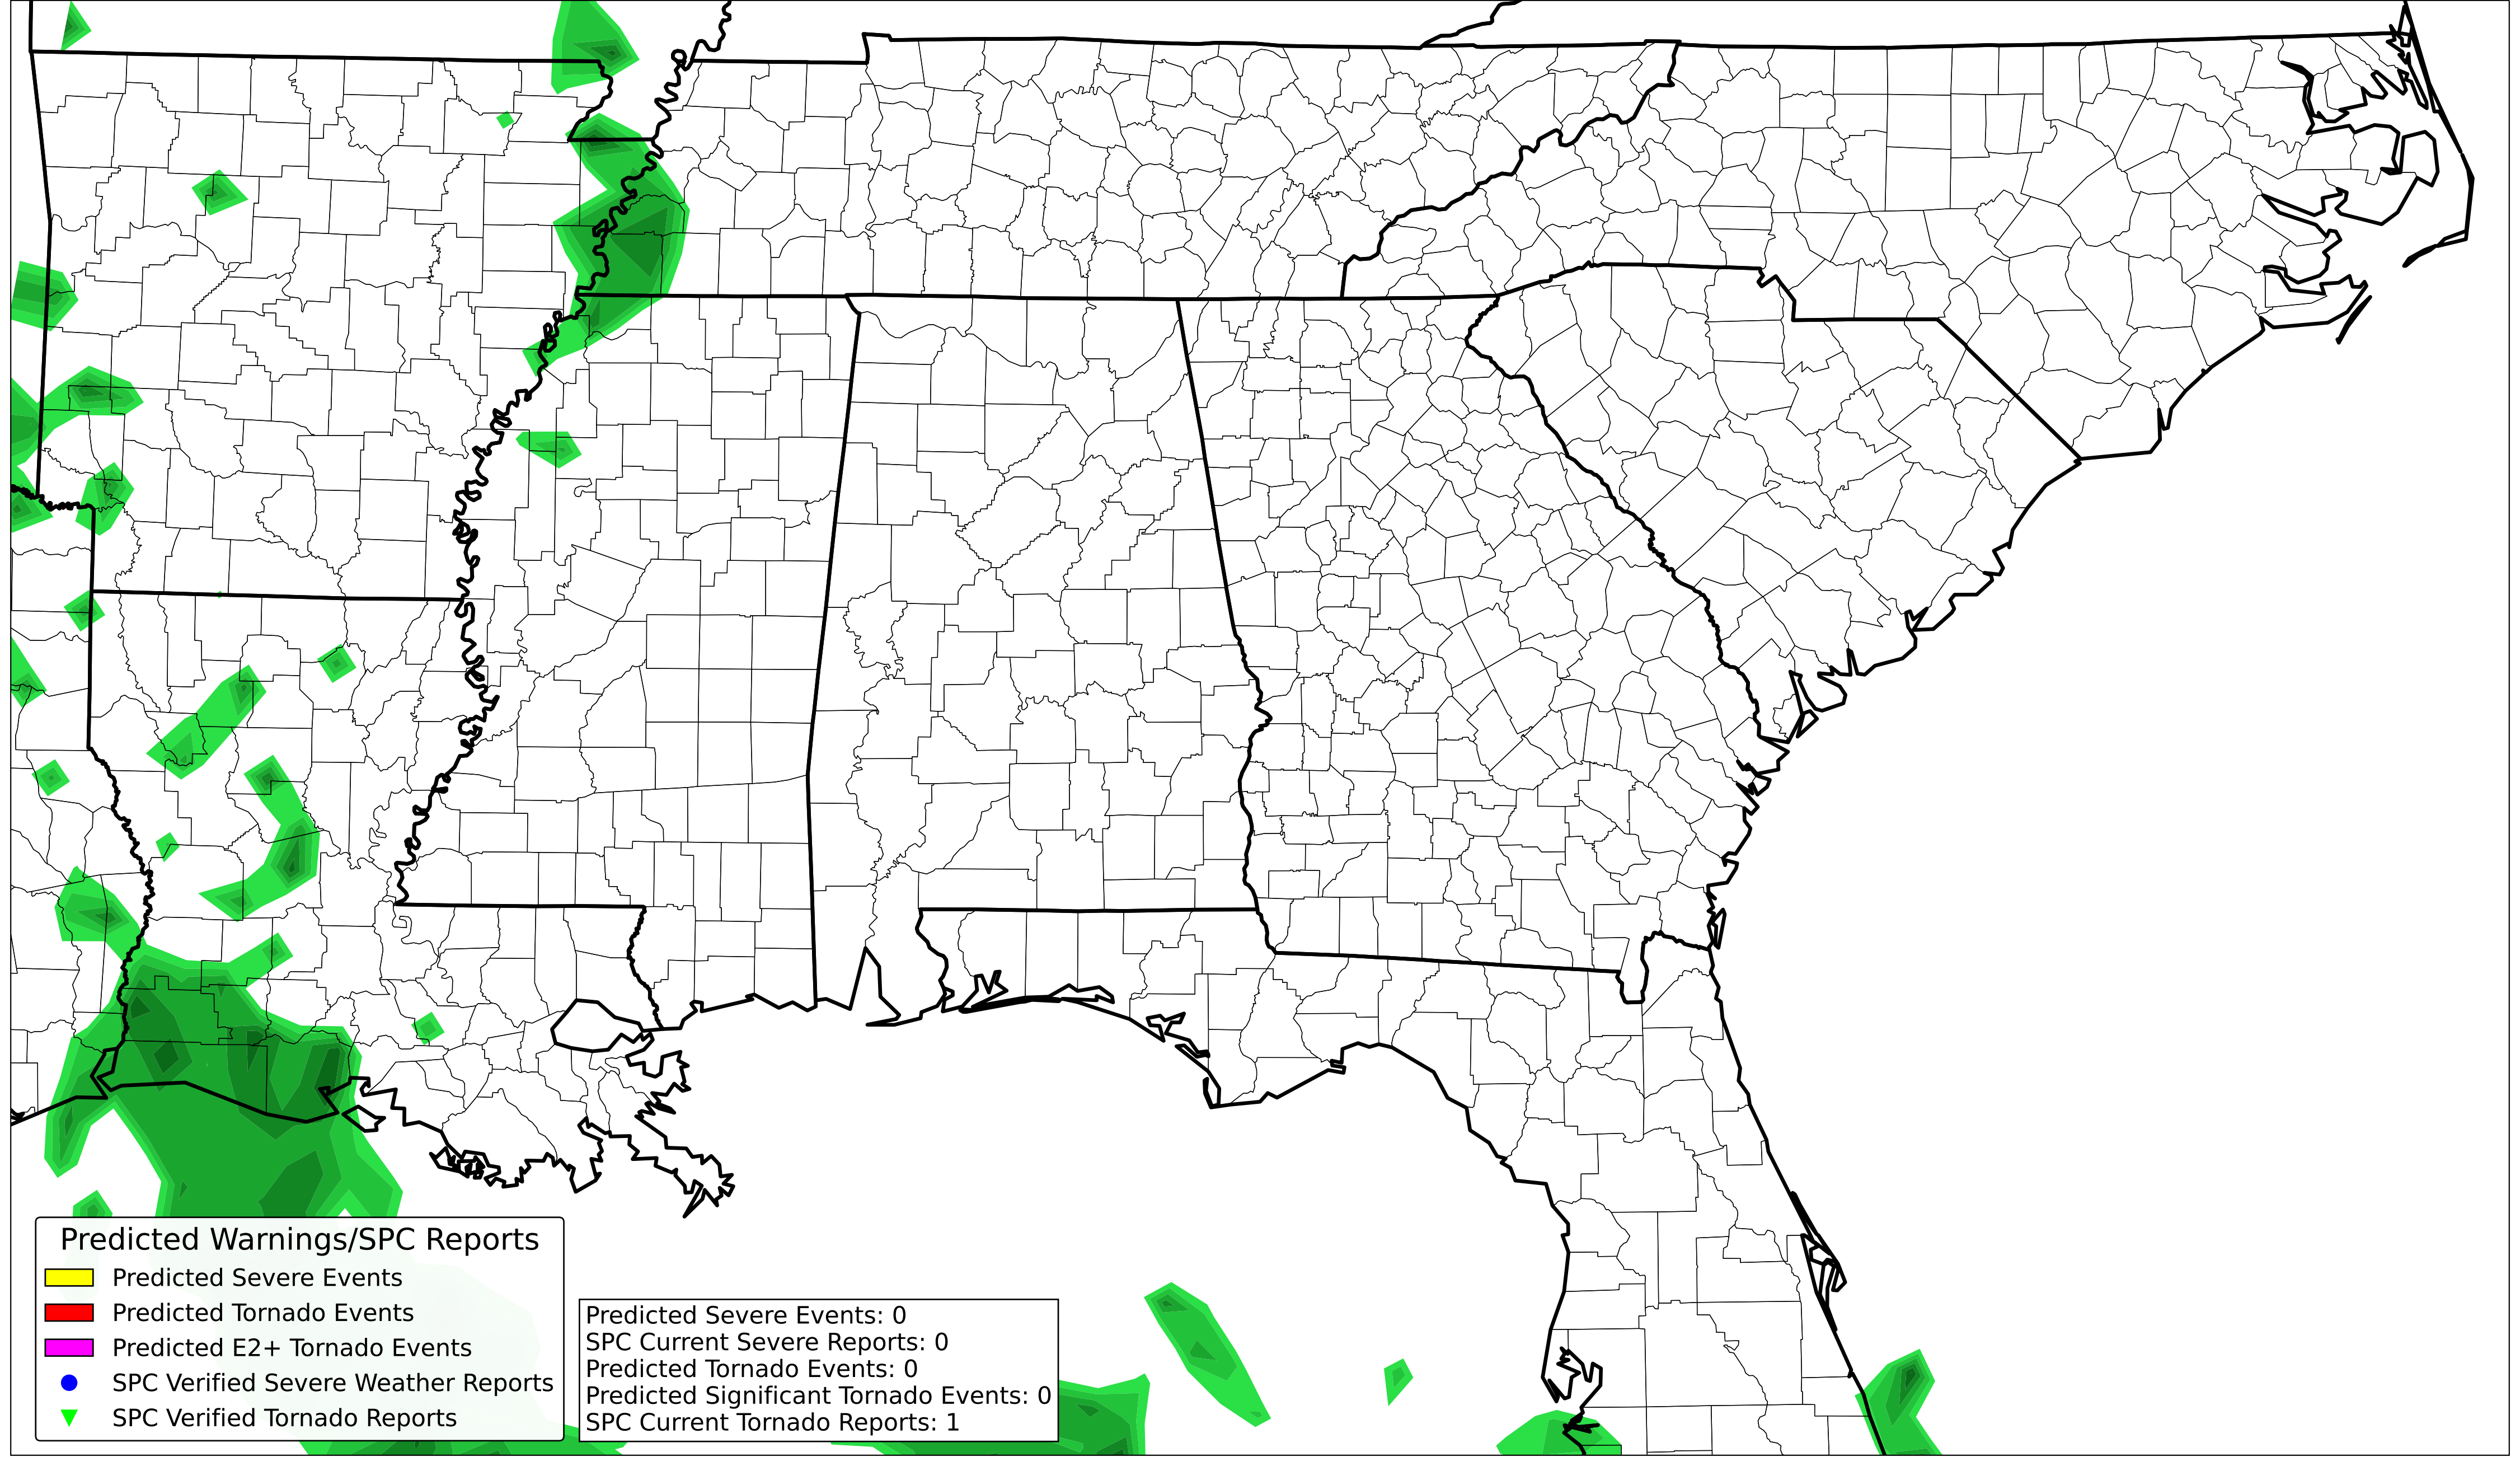 Predicted Warnings/SPC Reports
Predicted Severe Events
Predicted Tornado Events
Predicted E2+ Tornado Events
SPC Verified Severe Weather Reports
SPC Verified Tornado Reports
Predicted Severe Events: 0
SPC Current Severe Reports: 0
Predicted Tornado Events: 0
Predicted Significant Tornado Events: 0
SPC Current Tornado Reports: 1